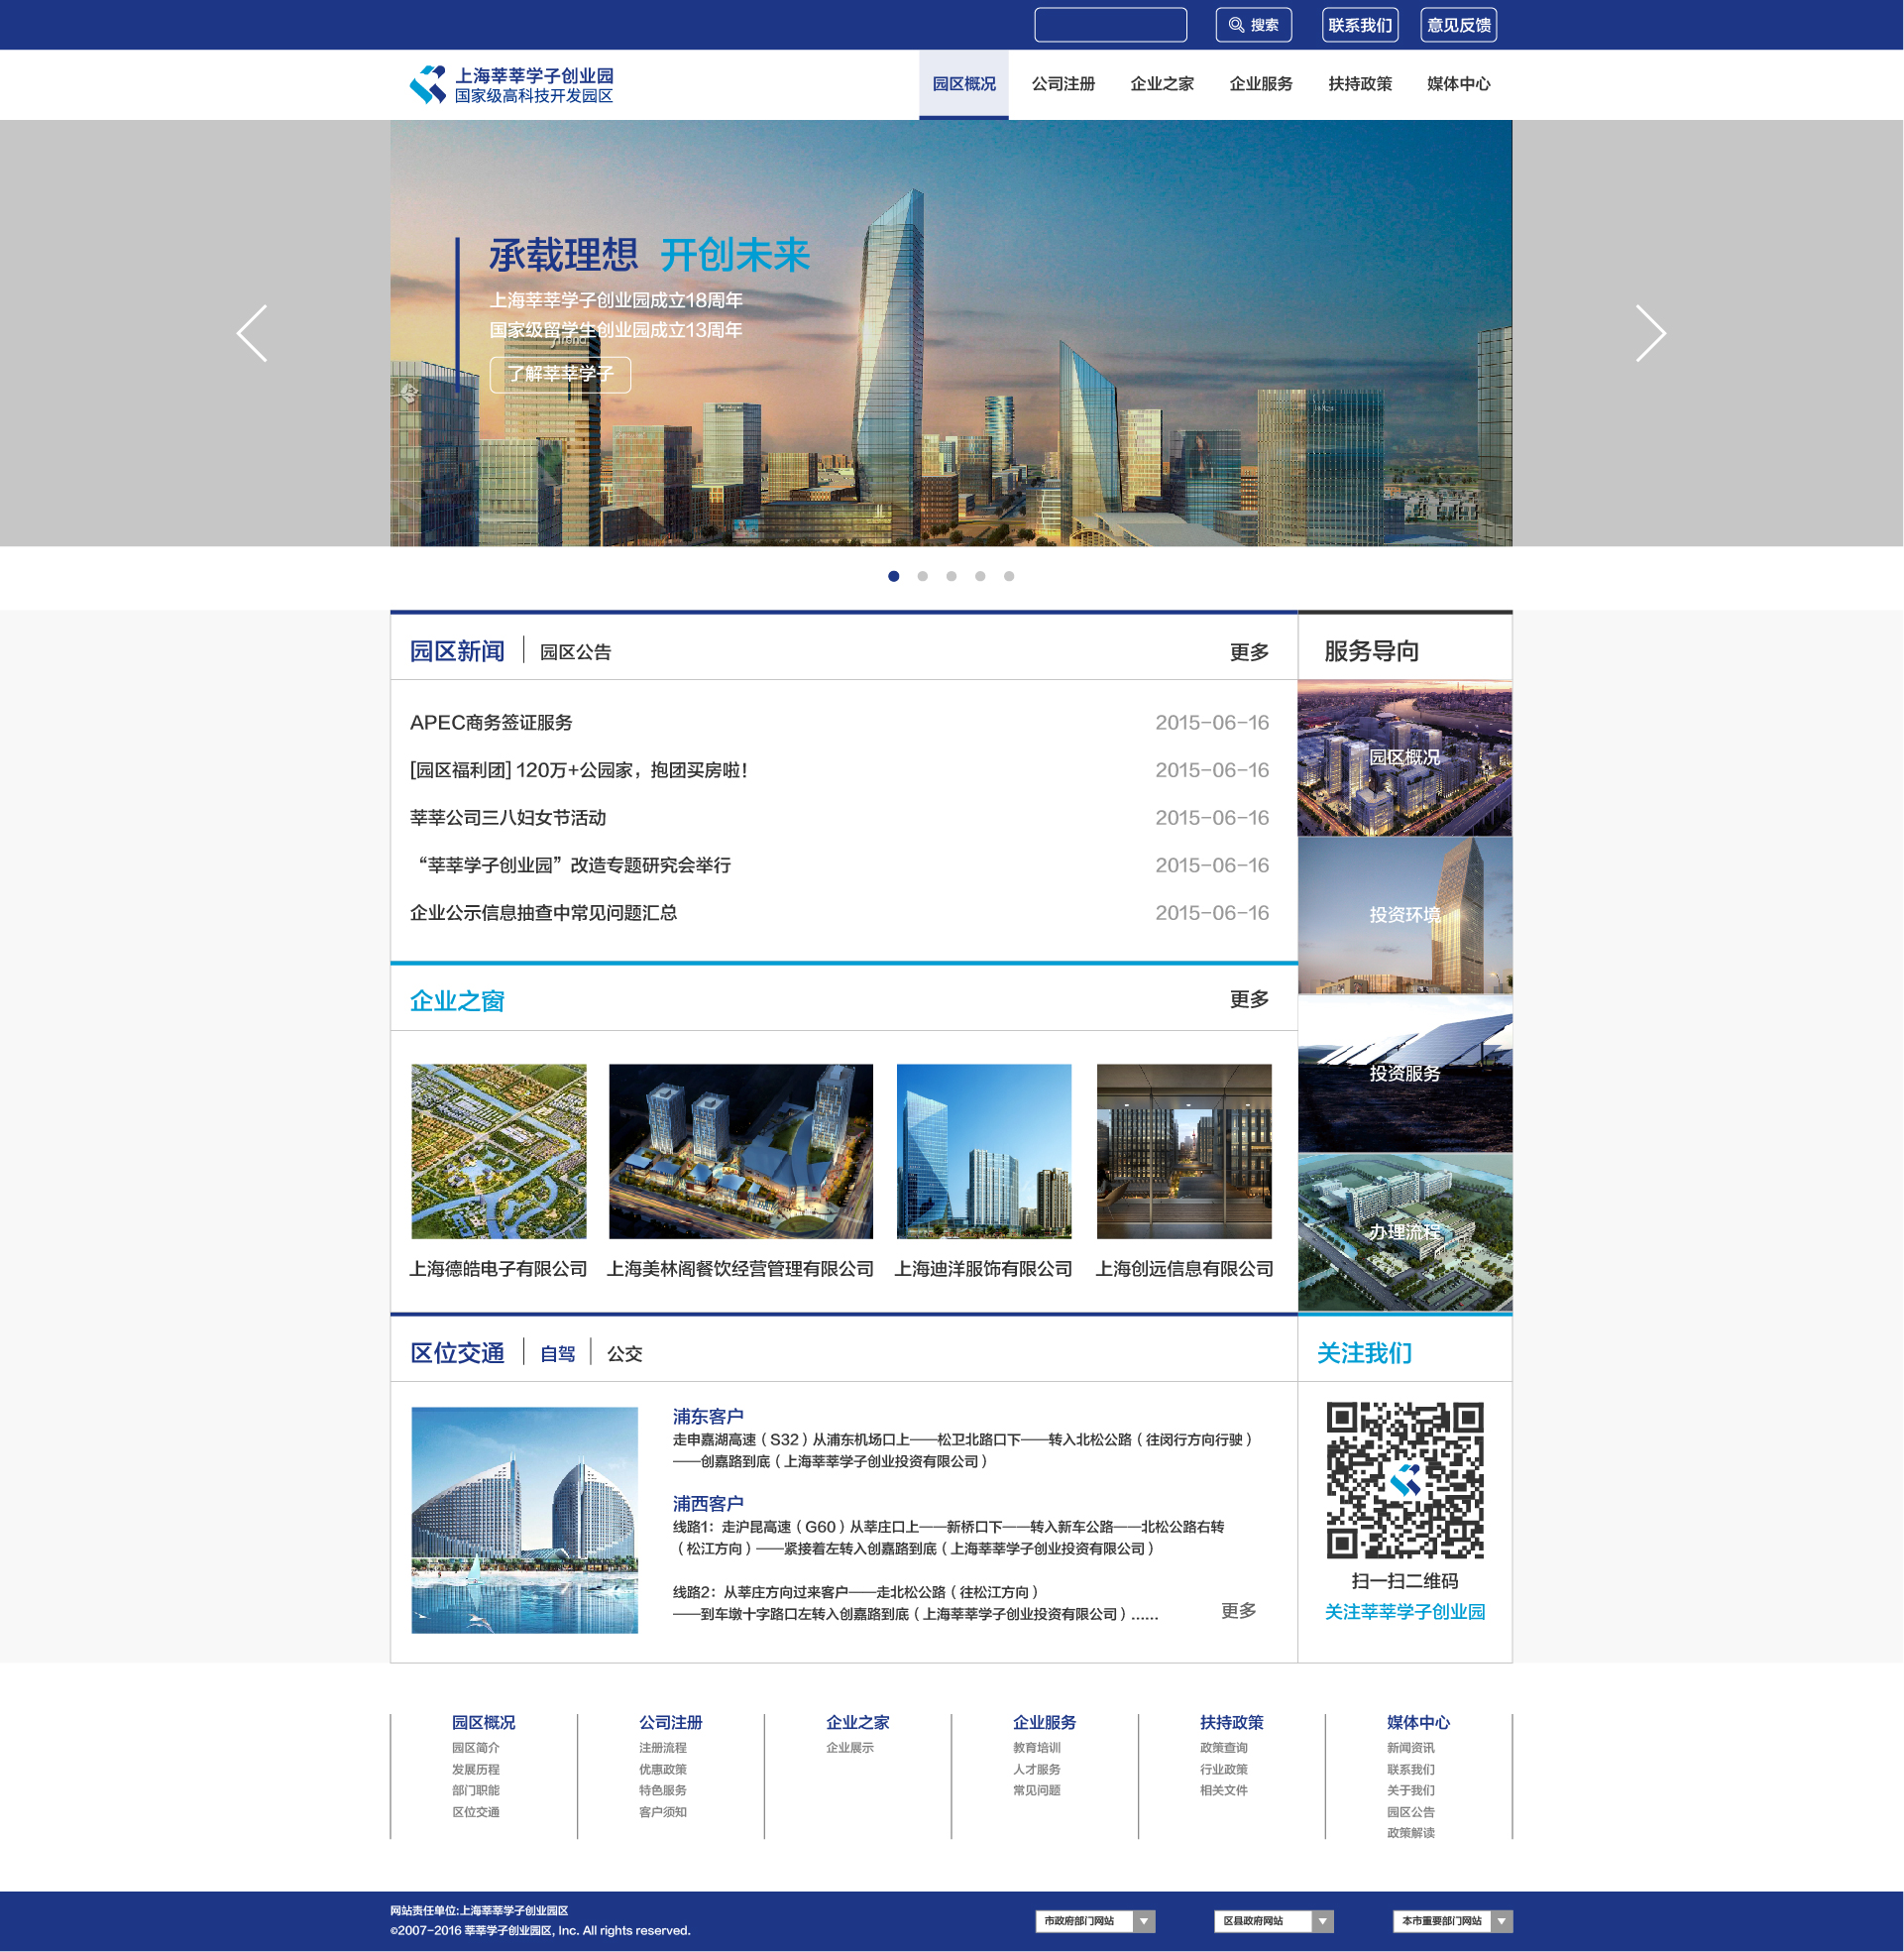 搜索
联系我们
意见反馈
上海莘莘学子创业园
国家级高科技开发园区
园区概况
公司注册
企业之家
企业服务
扶持政策
媒体中心
承载理想 开创未来
上海莘莘学子创业园成立18周年
国家级留学生创业园成立13周年
了解莘莘学子
园区新闻
园区公告
更多
APEC商务签证服务 2015-06-16
[园区福利团] 120万+公园家，抱团买房啦！ 2015-06-16
莘莘公司三八妇女节活动 2015-06-16
“莘莘学子创业园”改造专题研究会举行 2015-06-16
企业公示信息抽查中常见问题汇总 2015-06-16
服务导向
园区概况
投资环境
投资服务
办理流程
企业之窗
更多
上海德皓电子有限公司
上海美林阁餐饮经营管理有限公司
上海迪洋服饰有限公司
上海创远信息有限公司
区位交通
自驾
公交
浦东客户
走申嘉湖高速（S32）从浦东机场口上——松卫北路口下——转入北松公路（往闵行方向行驶）
——创嘉路到底（上海莘莘学子创业投资有限公司）
浦西客户
线路1：走沪昆高速（G60）从莘庄口上——新桥口下——转入新车公路——北松公路右转
（松江方向）——紧接着左转入创嘉路到底（上海莘莘学子创业投资有限公司）
线路2：从莘庄方向过来客户——走北松公路（往松江方向）
——到车墩十字路口左转入创嘉路到底（上海莘莘学子创业投资有限公司）......
更多
关注我们
扫一扫二维码
关注莘莘学子创业园
园区概况
园区简介
发展历程
部门职能
区位交通
公司注册
注册流程
优惠政策
特色服务
客户须知
企业之家
企业展示
企业服务
教育培训
人才服务
常见问题
扶持政策
政策查询
行业政策
相关文件
媒体中心
新闻资讯
联系我们
关于我们
园区公告
政策解读
网站责任单位:上海莘莘学子创业园区
©2007-2016 莘莘学子创业园区, Inc. All rights reserved.
市政府部门网站
区县政府网站
本市重要部门网站